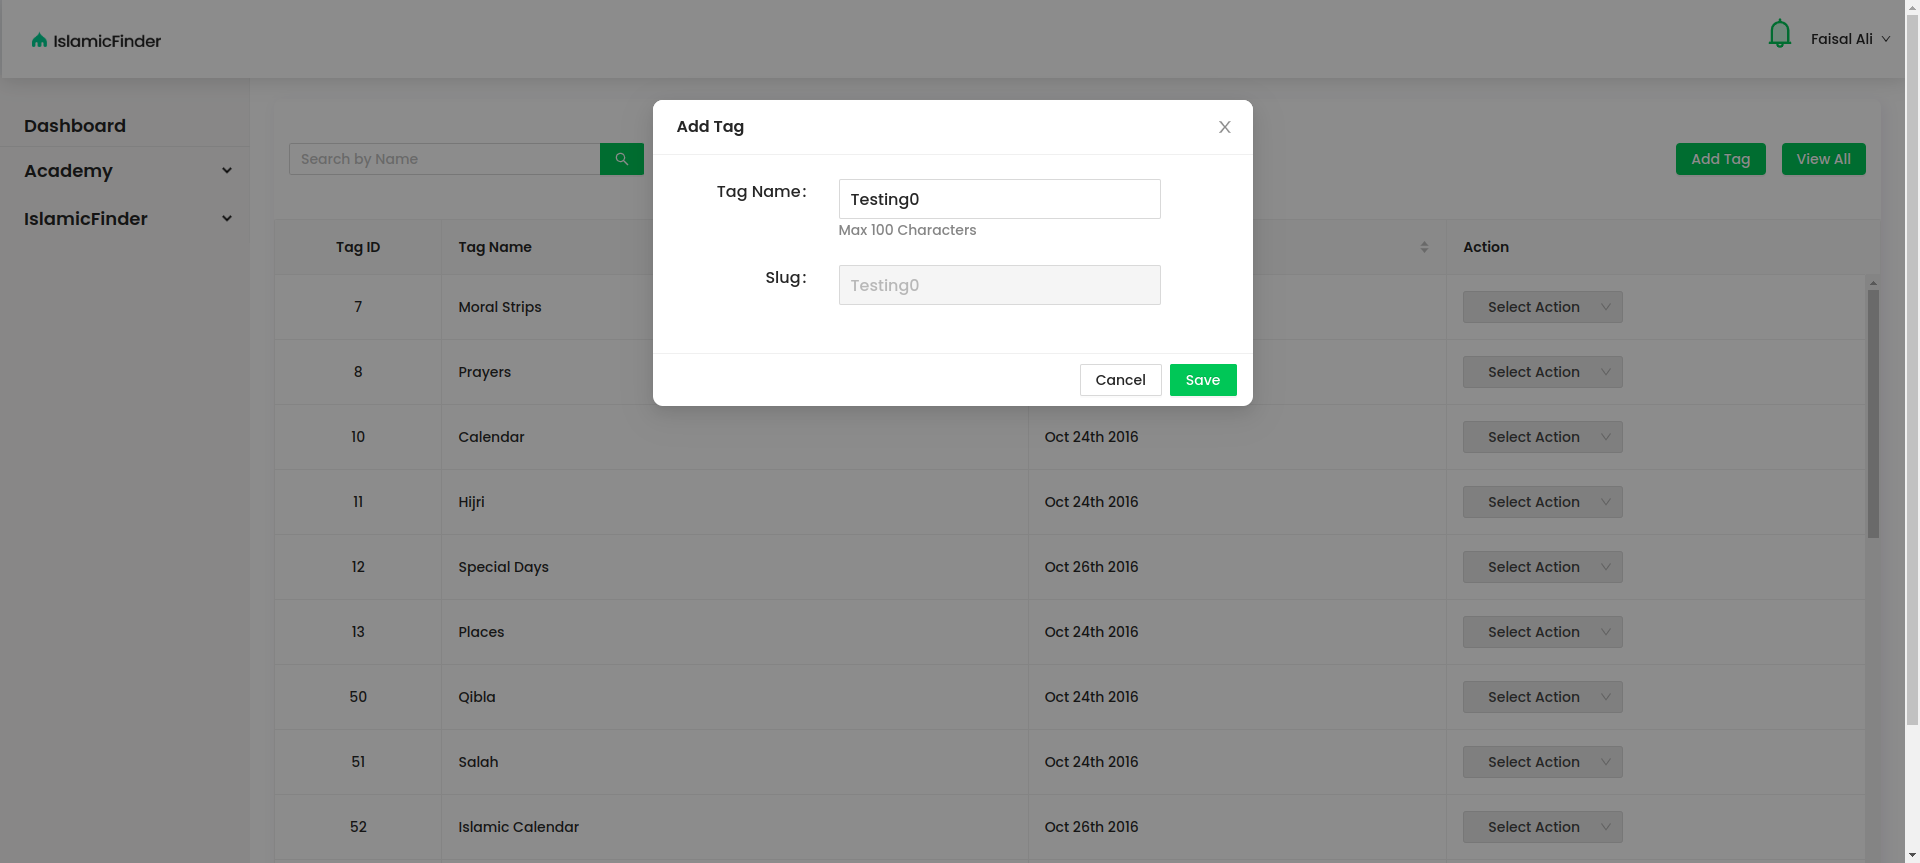 IslamicFinder
Faisal Ali
Dashboard
Academy
IslamicFinder
Search by Name
Add Tag
View All
Add Tag
X
Tag Name:
Testing0
Max 100 Characters
Slug:
Testing0
Cancel
Save
Tag ID
Tag Name
Action
7
Moral Strips
Select Action
8
Prayers
Select Action
10
Calendar
Oct 24th 2016
Select Action
11
Hijri
Oct 24th 2016
Select Action
12
Special Days
Oct 26th 2016
Select Action
13
Places
Oct 24th 2016
Select Action
50
Qibla
Oct 24th 2016
Select Action
51
Salah
Oct 24th 2016
Select Action
52
Islamic Calendar
Oct 26th 2016
Select Action